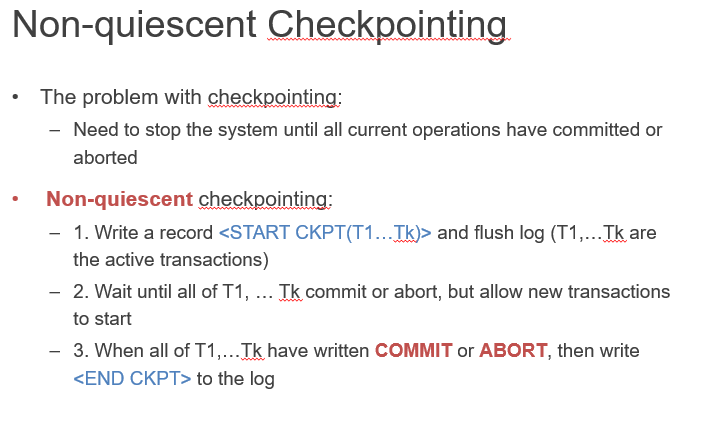 Non-quiescent Checkpointing
• The problem with checkpointing:
– Need to stop the system until all current operations have committed or
aborted
• Non-quiescent checkpointing:
– 1. Write a record <START CKPT(T1…Tk)> and flush log (T1,…Tk are
the active transactions)
– 2. Wait until all of T1, … Tk commit or abort, but allow new transactions
to start
– 3. When all of T1,…Tk have written COMMIT or ABORT, then write
<END CKPT> to the log